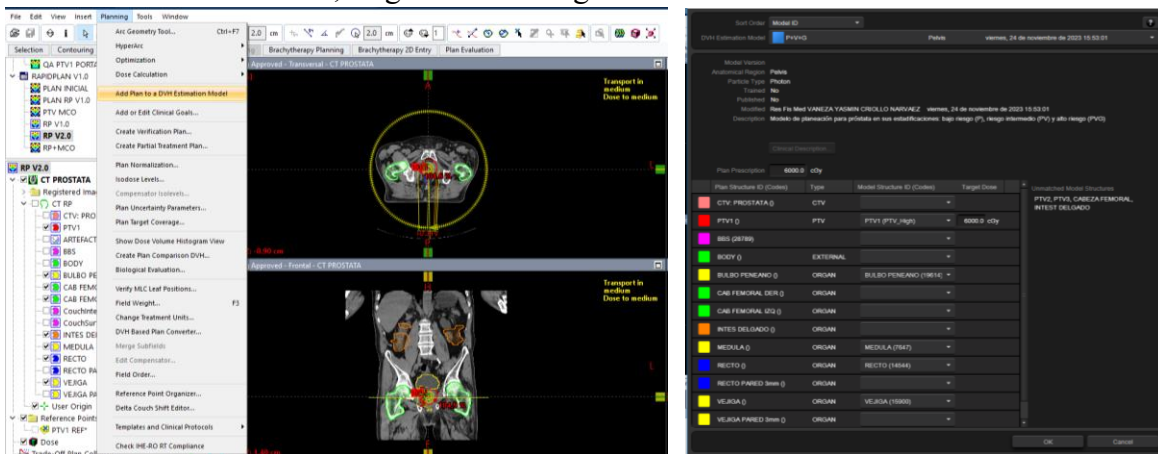 File Edit View Insert Planning Tools Window
Selection Contouring
Brachytherapy Planning Brachytherapy 2D Entry Plan Evaluation
QA PTV1 PORTA
RAPIDPLAN V1.0
PLAN INICIAL
PLAN RP V1.0
PTV MCO
RP V1.0
RP V2.0
RP+MCO
RP V2.0
CT PROSTATA
Registered Ima
CT RP
CTV: PRO
PTV1
ARTEFACT
BBS
BODY
BULBO PE
CAB FEM
CAB FEM
CouchInte
CouchSur
INTES DE
MEDULA
RECTO
RECTO PA
VEJIGA
VEJIGA PA
User Origin
Reference Points
PTV1 REF*
Dose
Arc Geometry Tool... Ctrl+F7
HyperArc
Optimization
Dose Calculation
Add Plan to a DVH Estimation Model
Add or Edit Clinical Goals...
Create Verification Plan...
Create Partial Treatment Plan...
Plan Normalization...
Isodose Levels...
Compensator Isolevels...
Plan Uncertainty Parameters...
Plan Target Coverage...
Show Dose Volume Histogram View
Create Plan Comparison DVH...
Biological Evaluation...
Verify MLC Leaf Positions...
Field Weight... F3
Change Treatment Units...
DVH Based Plan Converter...
Merge Subfields
Edit Compensator...
Field Order...
Reference Point Organizer...
Delta Couch Shift Editor...
Templates and Clinical Protocols
Check IHE-RO RT Compliance
2.0 cm
2.0 cm
1
Approved - Transversal - CT PROSTATA
Transport in
medium
Dose to medium
L
Approved - Frontal - CT PROSTATA
Transport in
medium
Dose to medium
L
Sort Order Model ID
DVH Estimation Model P+V+G Pelvis viernes, 24 de noviembre de 2023 15:53:01
Model Version
Anatomical Region Pelvis
Particle Type Photon
Trained No
Published No
Modified Res Fis Med VANEZA YASMIN CRIOLLO NARVAEZ viernes, 24 de noviembre de 2023 15:53:01
Description Modelo de planeación para próstata en sus estadificaciones: bajo riesgo (P), riesgo intermedio (PV) y alto riesgo (PVG)
Clinical Description...
Plan Prescription 6000.0 cGy
Plan Structure ID (Codes) Type Model Structure ID (Codes) Target Dose
Unmatched Model Structures
PTV2, PTV3, CABEZA FEMORAL,
INTEST DELGADO
CTV: PROSTATA () CTV
PTV1 () PTV PTV1 (PTV_High) 6000.0 cGy
BBS (28789)
BODY () EXTERNAL
BULBO PENEANO () ORGAN BULBO PENEANO (19614)
CAB FEMORAL DER () ORGAN
CAB FEMORAL IZQ () ORGAN
INTES DELGADO () ORGAN
MEDULA () ORGAN MEDULA (7647)
RECTO () ORGAN RECTO (14544)
RECTO PARED 3mm () ORGAN
VEJIGA () ORGAN VEJIGA (15900)
VEJIGA PARED 3mm () ORGAN
OK Cancel